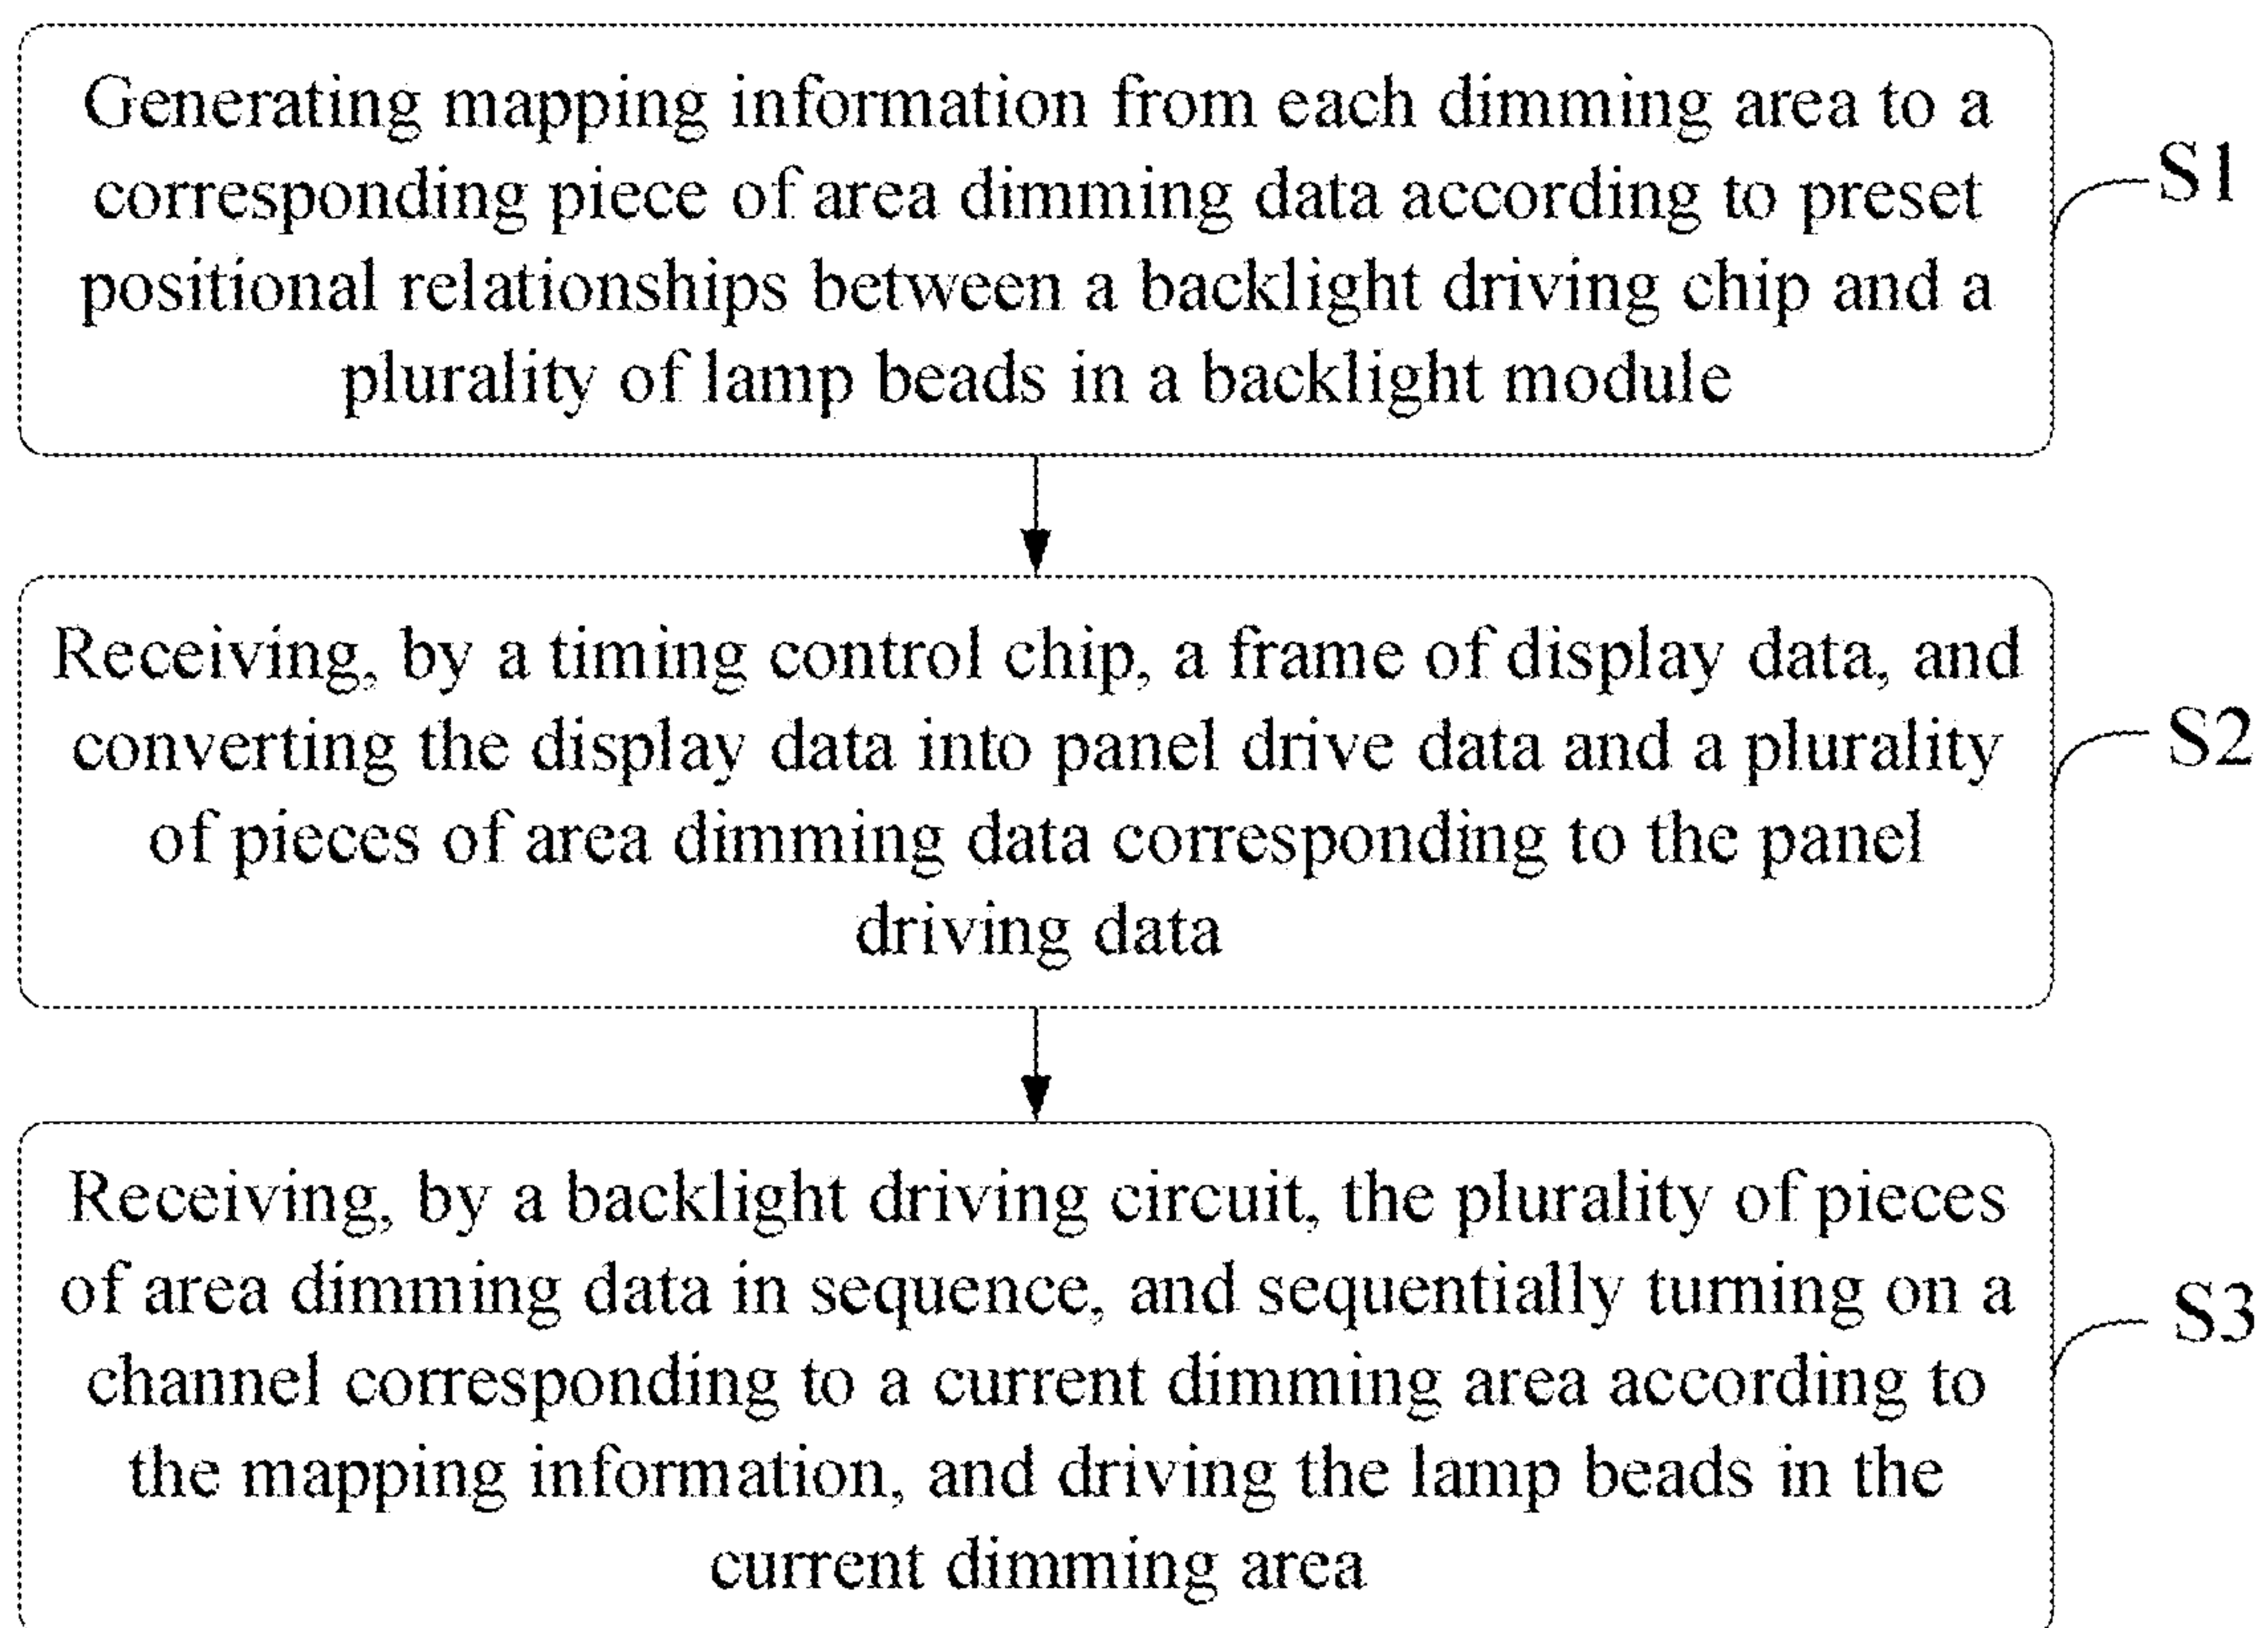 Generating mapping information from each dimming area to a
corresponding piece of area dimming data according to preset
positional relationships between a backlight driving chip and a
plurality of lamp beads in a backlight module
S1
Receiving, by a timing control chip, a frame of display data, and
converting the display data into panel drive data and a plurality
of pieces of area dimming data corresponding to the panel
driving data
S2
Receiving, by a backlight driving circuit, the plurality of pieces
of area dimming data in sequence, and sequentially turning on a
channel corresponding to a current dimming area according to
the mapping information, and driving the lamp beads in the
current dimming area
S3